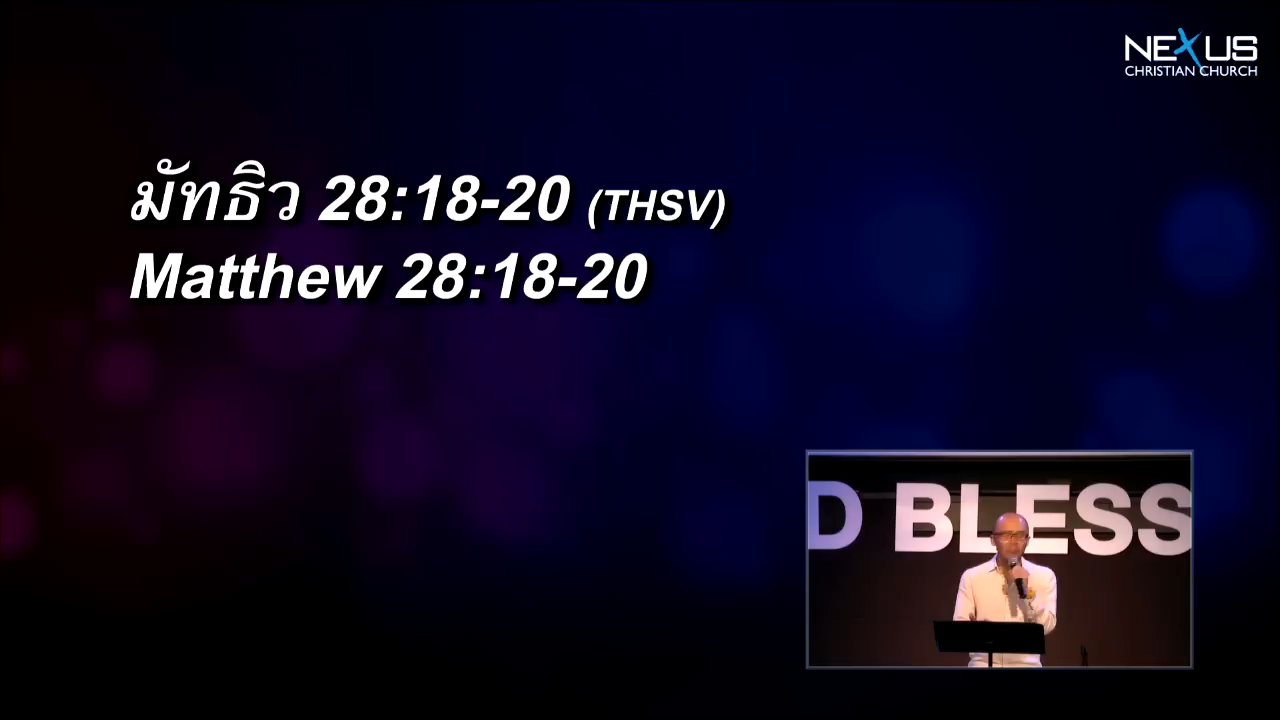 NEXUS
CHRISTIAN CHURCH
มัทธิว 28:18-20 (THSV)
Matthew 28:18-20
D BLESS